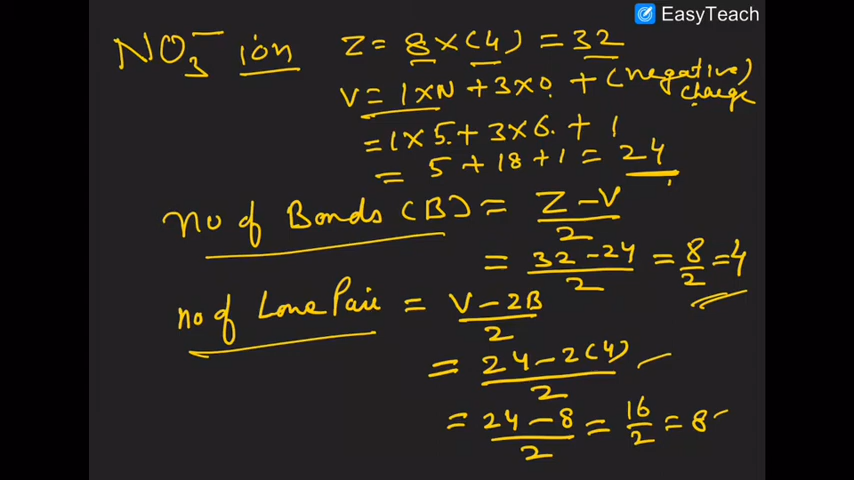 EasyTeach
NO₃⁻ ion Z = 8 × (4) = 32
V = 1 × N + 3 × O + (negative) charge
= 1 × 5 + 3 × 6 + 1
= 5 + 18 + 1 = 24
No of Bonds (B) = Z - V / 2
= 32 - 24 / 2 = 8 / 2 = 4
no of Lone Pair = V - 2B / 2
= 24 - 2(4) / 2
= 24 - 8 / 2 = 16 / 2 = 8